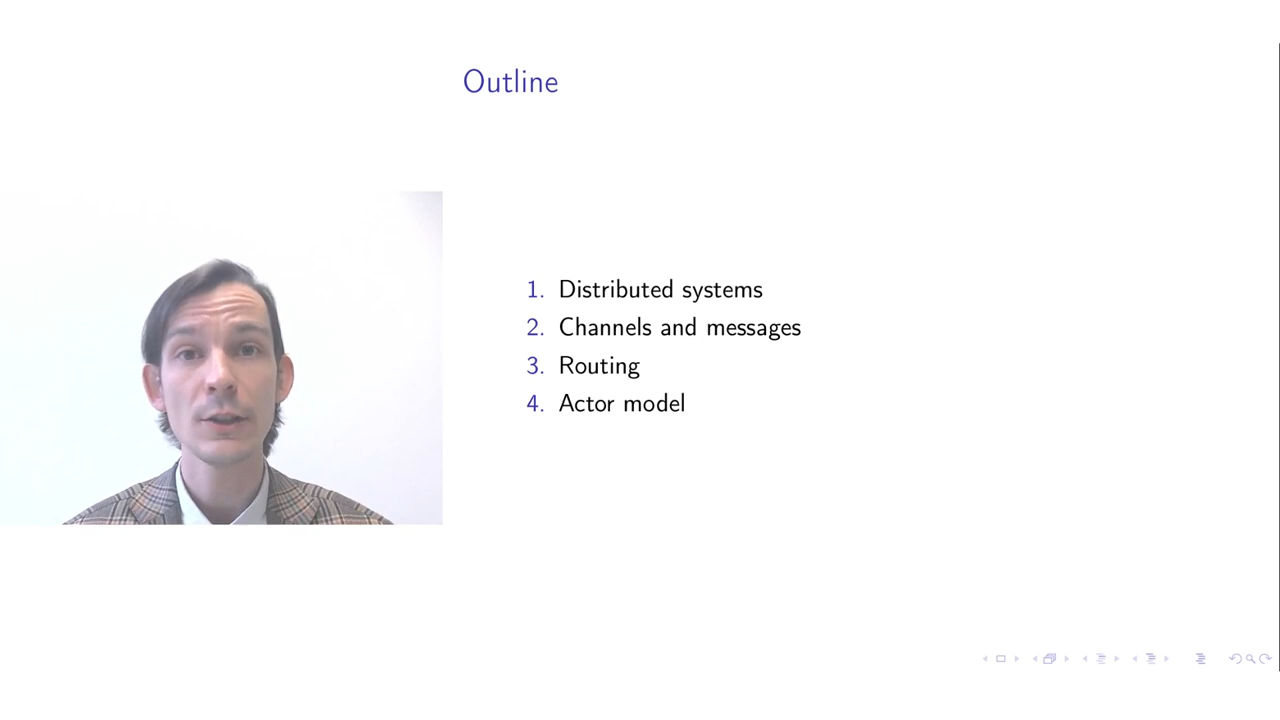 Outline
1. Distributed systems
2. Channels and messages
3. Routing
4. Actor model